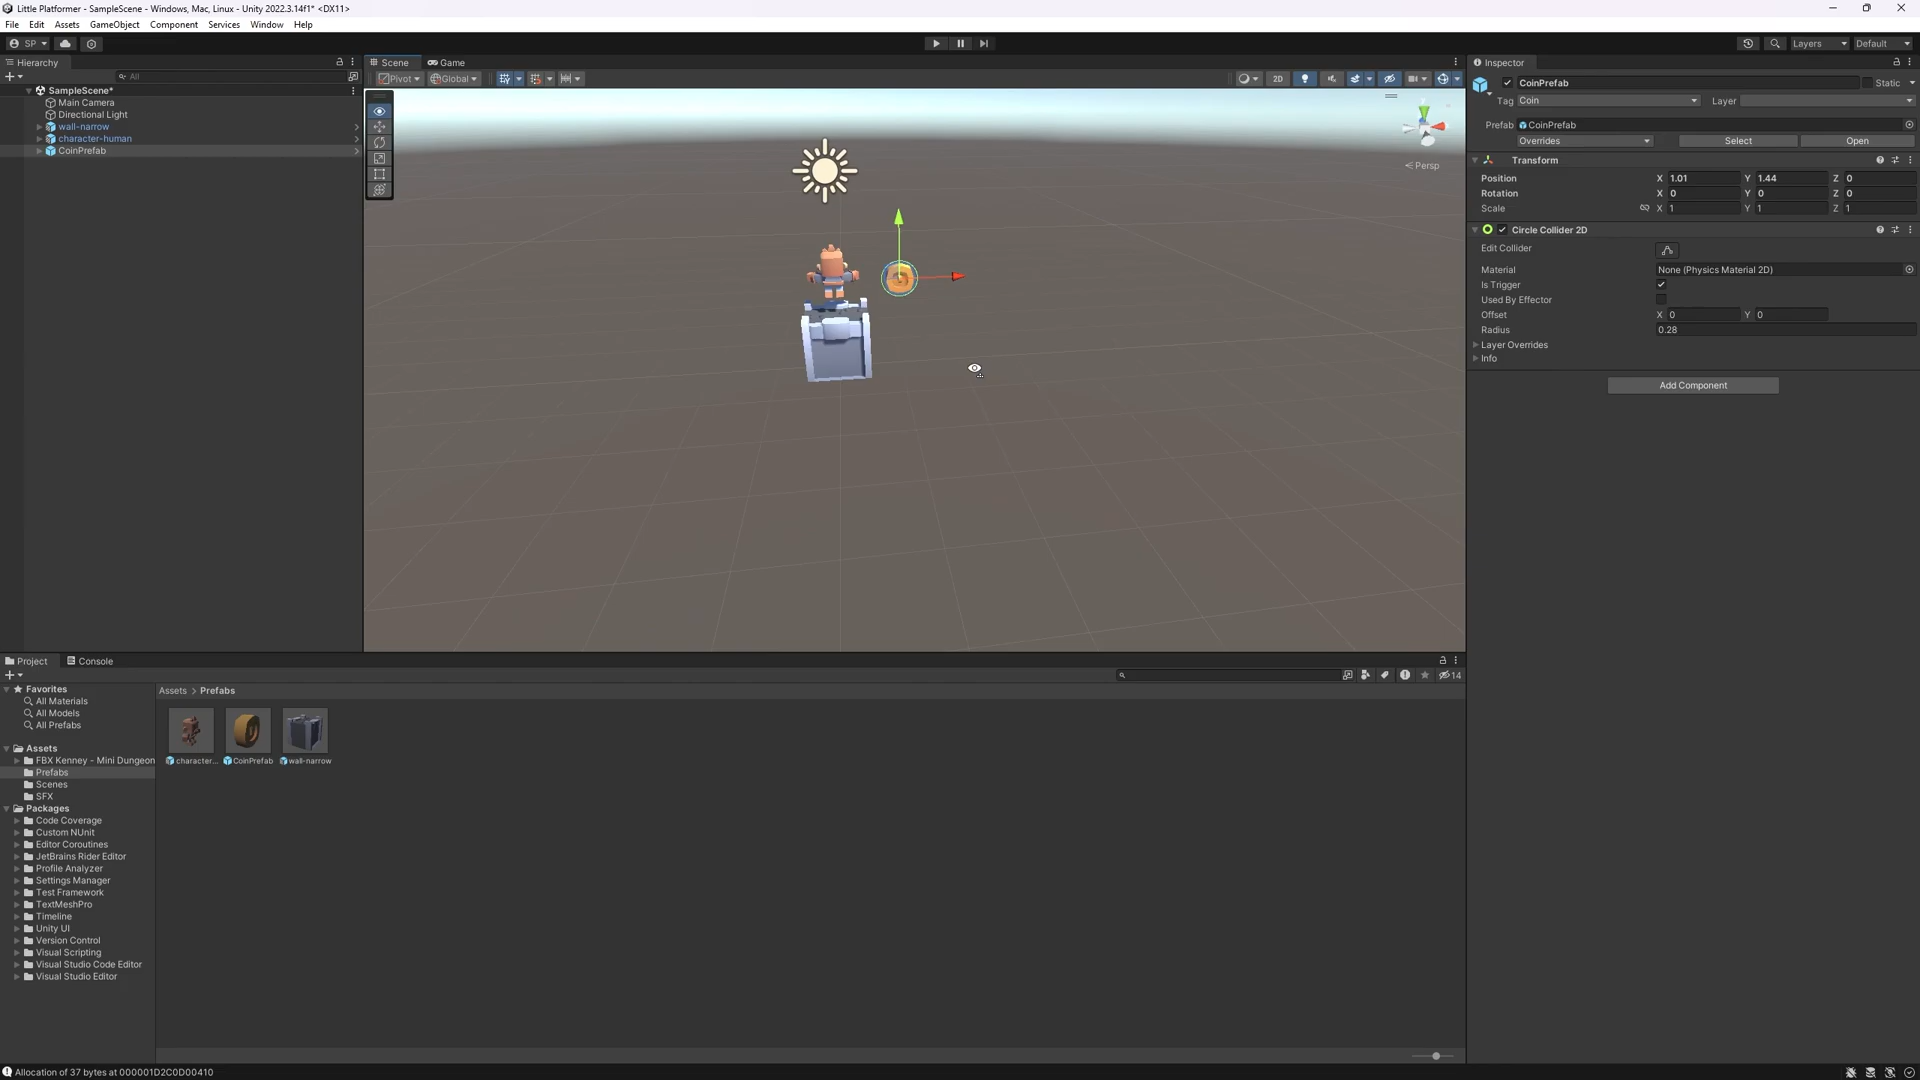 Little Platformer - SampleScene - Windows, Mac, Linux - Unity 2022.3.14f1* <DX11>
File Edit Assets GameObject Component Services Window Help
SP Layers Default
Hierarchy
All
SampleScene*
Main Camera
Directional Light
wall-narrow
character-human
CoinPrefab
Scene Game
Pivot Global 2D
Persp
Inspector
CoinPrefab Static
Tag Coin Layer
Prefab CoinPrefab
Overrides Select Open
Transform
Position X 1.01 Y 1.44 Z 0
Rotation X 0 Y 0 Z 0
Scale X 1 Y 1 Z 1
Circle Collider 2D
Edit Collider
Material None (Physics Material 2D)
Is Trigger
Used By Effector
Offset X 0 Y 0
Radius 0.28
Layer Overrides
Info
Add Component
Project Console
14
Favorites
All Materials
All Models
All Prefabs
Assets
FBX Kenney - Mini Dungeon
Prefabs
Scenes
SFX
Packages
Code Coverage
Custom NUnit
Editor Coroutines
JetBrains Rider Editor
Profile Analyzer
Settings Manager
Test Framework
TextMeshPro
Timeline
Unity UI
Version Control
Visual Scripting
Visual Studio Code Editor
Visual Studio Editor
Assets > Prefabs
character... CoinPrefab wall-narrow
Allocation of 37 bytes at 000001D2C0D00410